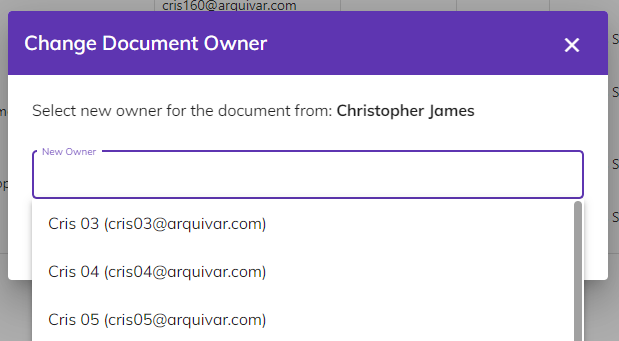 cris160@arquivar.com
Change Document Owner
Select new owner for the document from: Christopher James
New Owner
Cris 03 (cris03@arquivar.com)
Cris 04 (cris04@arquivar.com)
Cris 05 (cris05@arquivar.com)